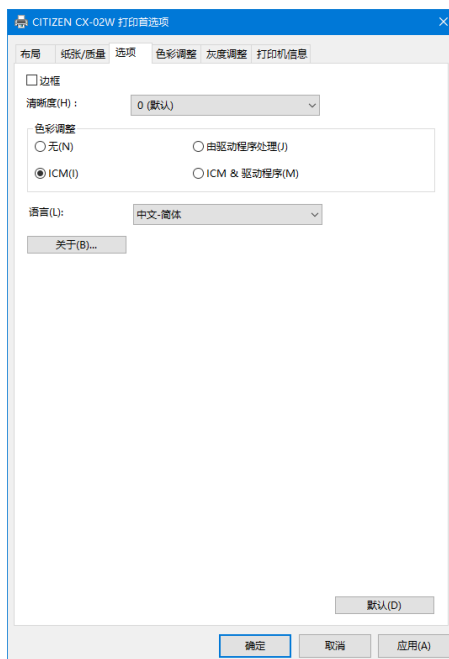 CITIZEN CX-02W 打印首选项
布局 纸张/质量 选项 色彩调整 灰度调整 打印机信息
边框
清晰度(H)： 0 (默认)
色彩调整
无(N) 由驱动程序处理(J)
ICM(I) ICM & 驱动程序(M)
语言(L): 中文-简体
关于(B)...
默认(D)
确定 取消 应用(A)